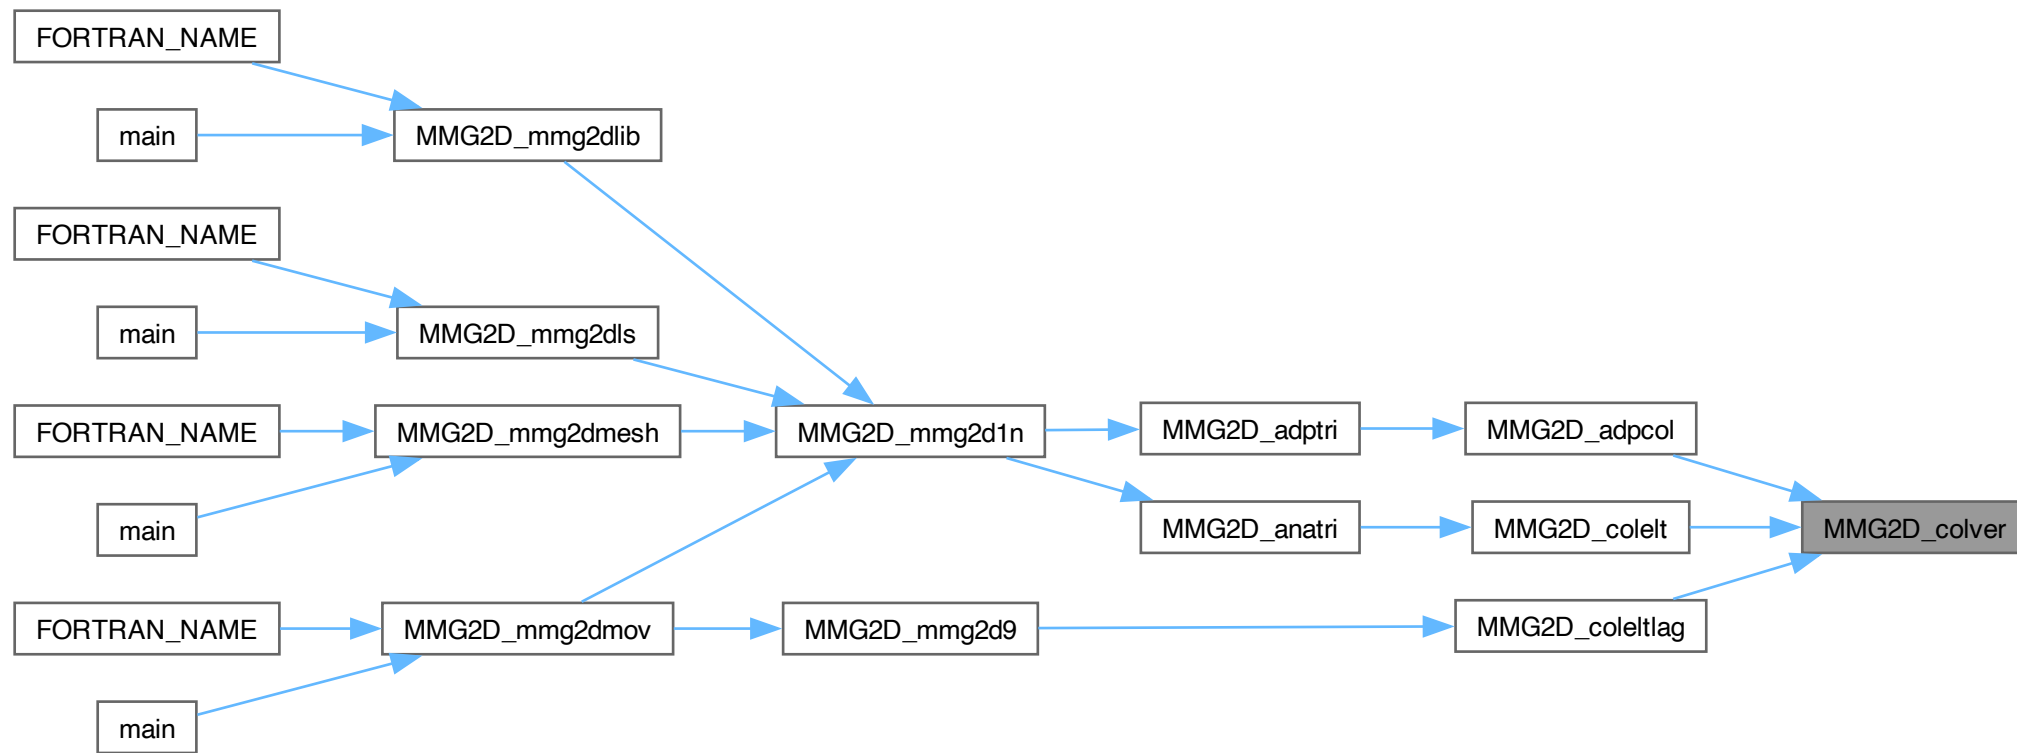 FORTRAN_NAME
main
MMG2D_mmg2dlib
FORTRAN_NAME
main
MMG2D_mmg2dls
FORTRAN_NAME
MMG2D_mmg2dmesh
MMG2D_mmg2d1n
MMG2D_adptri
MMG2D_adpcol
main
MMG2D_anatri
MMG2D_colelt
MMG2D_colver
FORTRAN_NAME
MMG2D_mmg2dmov
MMG2D_mmg2d9
MMG2D_coleltlag
main